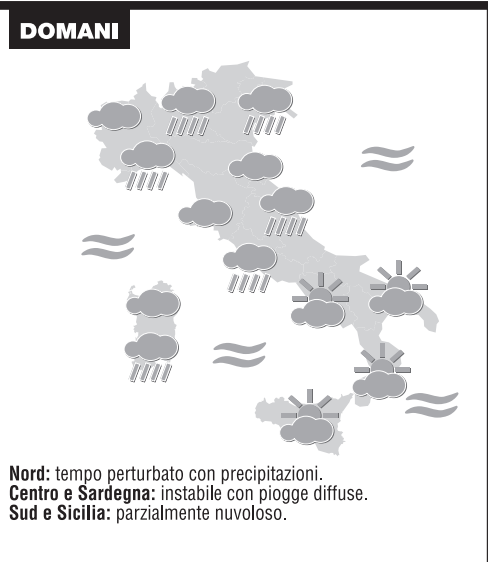 DOMANI
Nord: tempo perturbato con precipitazioni.
Centro e Sardegna: instabile con piogge diffuse.
Sud e Sicilia: parzialmente nuvoloso.